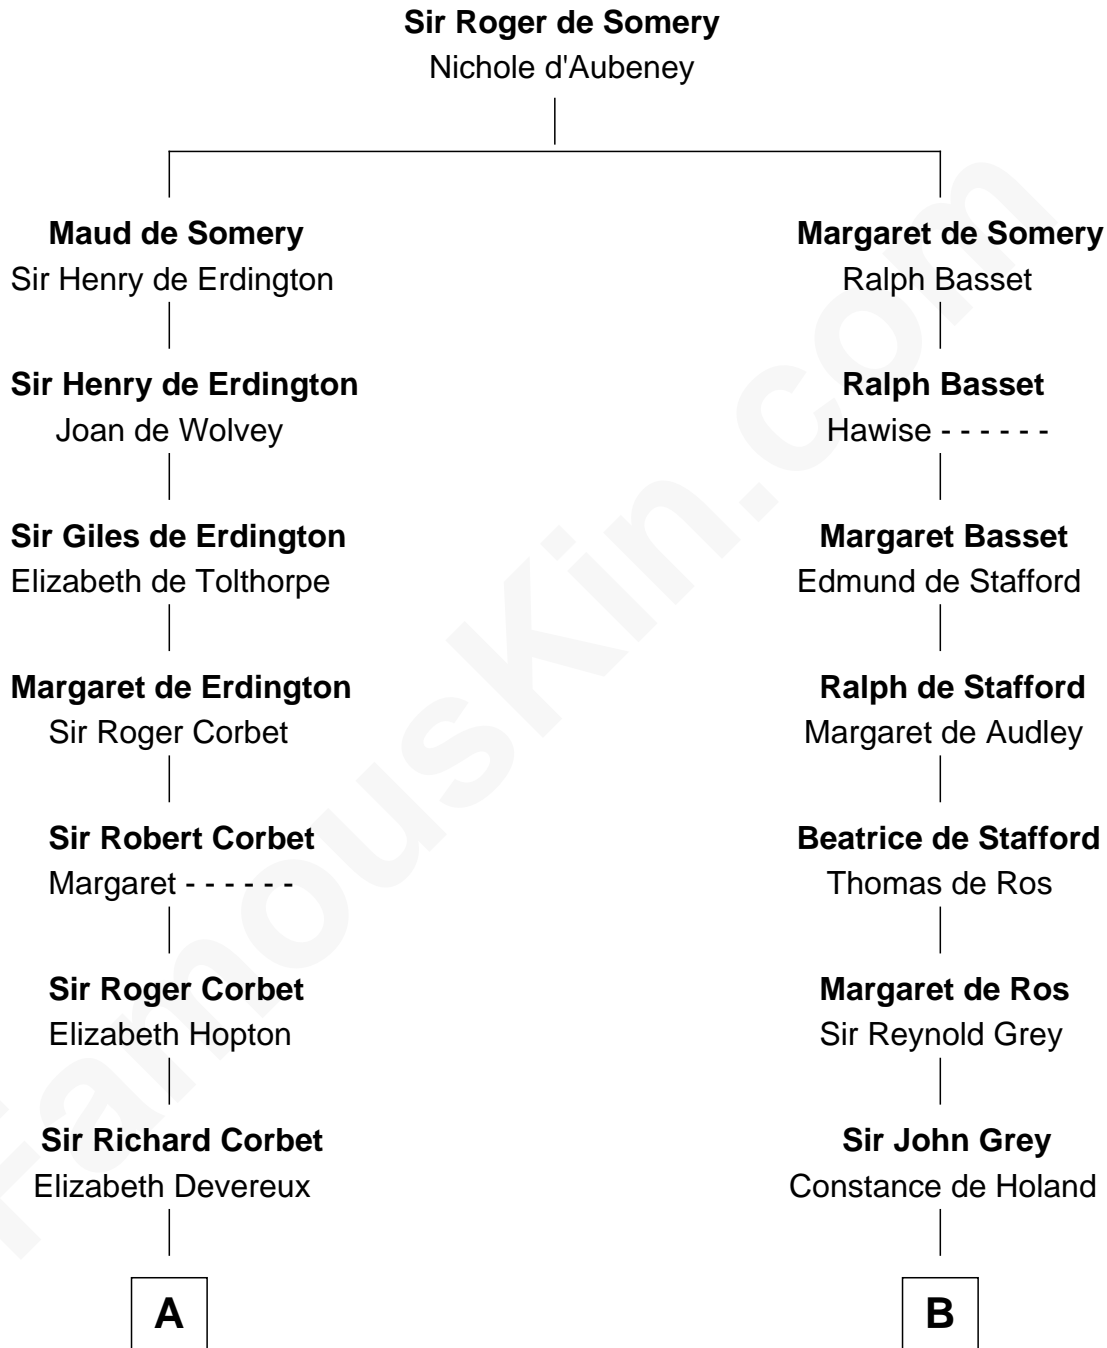 Sir Roger de Somery
Nichole d'Aubeney
Maud de Somery
Sir Henry de Erdington
Sir Henry de Erdington
Joan de Wolvey
Sir Giles de Erdington
Elizabeth de Tolthorpe
Margaret de Erdington
Sir Roger Corbet
Sir Robert Corbet
Margaret - - - - - -
Sir Roger Corbet
Elizabeth Hopton
Sir Richard Corbet
Elizabeth Devereux
A
Margaret de Somery
Ralph Basset
Ralph Basset
Hawise - - - - - -
Margaret Basset
Edmund de Stafford
Ralph de Stafford
Margaret de Audley
Beatrice de Stafford
Thomas de Ros
Margaret de Ros
Sir Reynold Grey
Sir John Grey
Constance de Holand
B
FamousKin.com